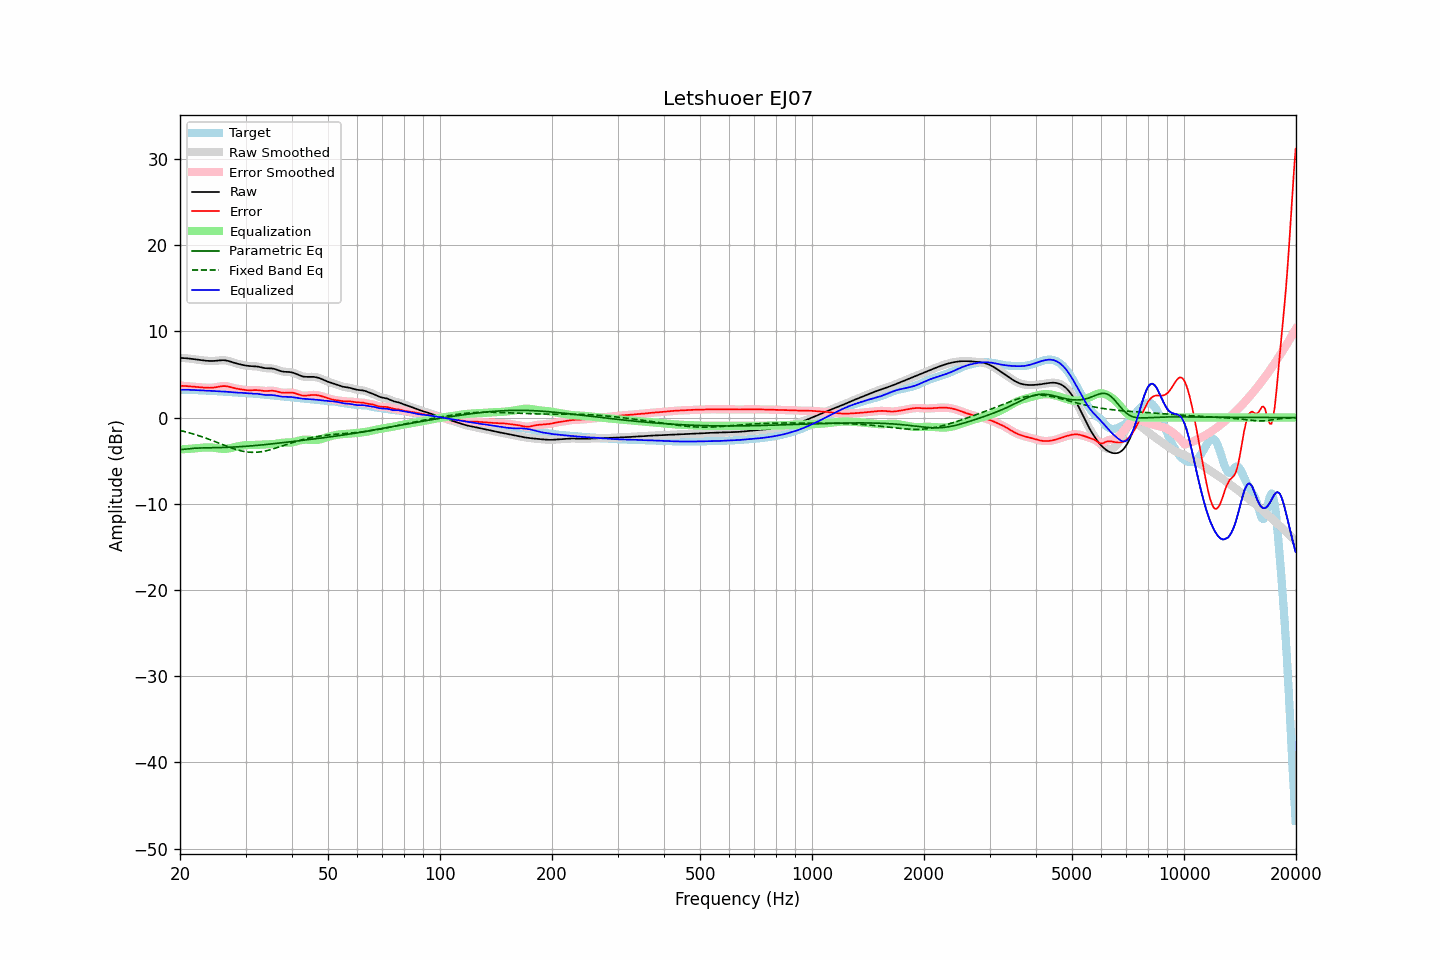 Letshuoer EJ07
Target
Raw Smoothed
Error Smoothed
Raw
Error
Equalization
Parametric Eq
Fixed Band Eq
Equalized
30
20
10
0
−10
−20
−30
−40
−50
Amplitude (dBr)
20 50 100 200 500 1000 2000 5000 10000 20000
Frequency (Hz)